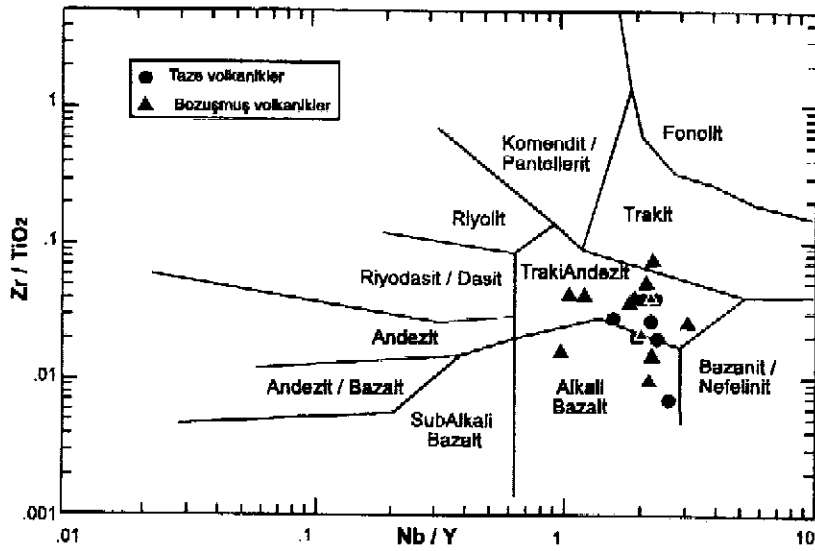 Taze volkanikler
Bozuşmuş volkanikler
Zr / TiO2
1
.1
.01
.001
Komendit /
Pantellerit
Fonolit
Riyolit
Trakit
TrakiAndezit
Riyodasit / Dasit
Andezit
Andezit / Bazalt
SubAlkali
Bazalt
Alkali
Bazalt
Bazanit /
Nefelinit
.01
.1
1
10
Nb / Y